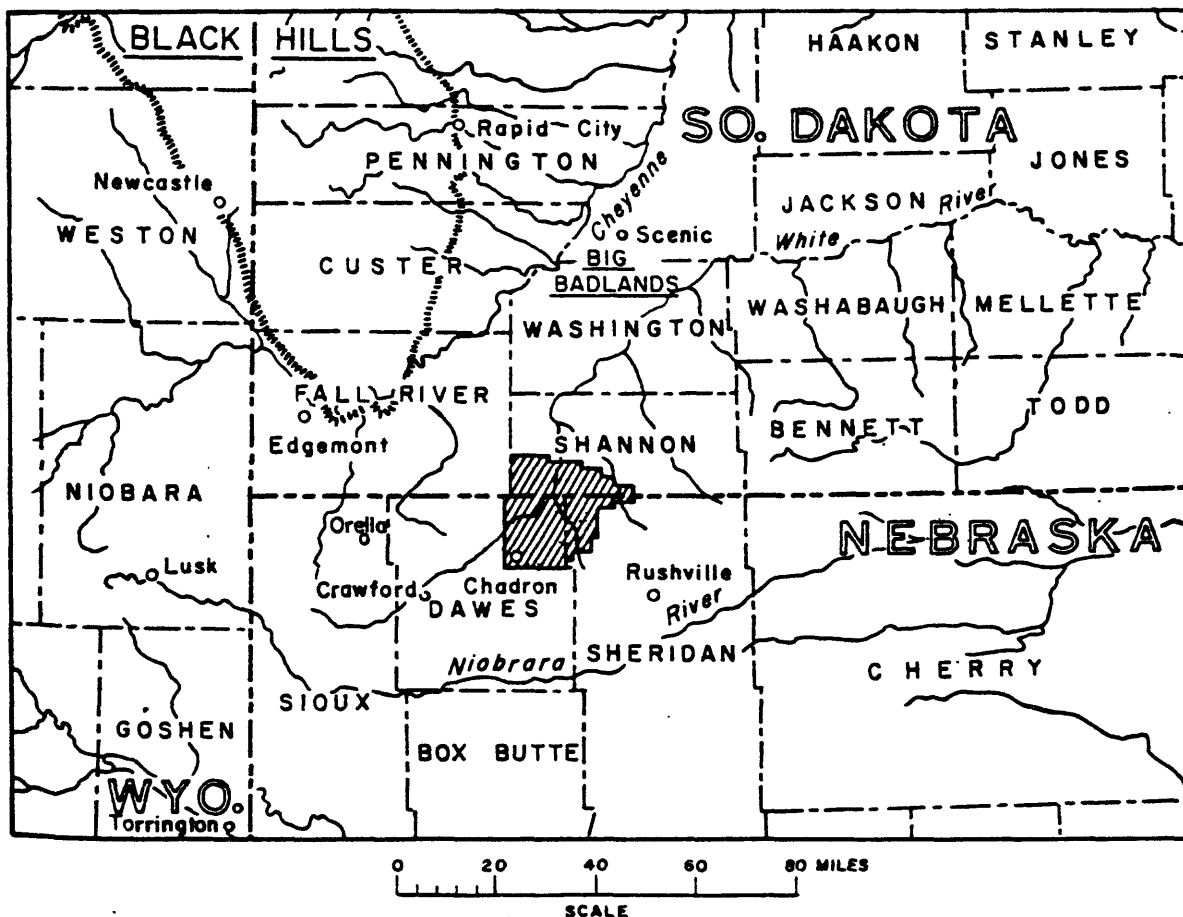 BLACK HILLS
HAAKON
STANLEY
SO. DAKOTA
Rapid City
PENNINGTON
JONES
Newcastle
Cheyenne
JACKSON
River
WESTON
Scenic
White
CUSTER
BIG
BADLANDS
WASHABAUGH
MELLETTE
WASHINGTON
FALL RIVER
TODD
Edgemont
SHANNON
BENNETT
NIOBARA
Orella
NEBRASKA
Lusk
Crawford
Chadron
Rushville
DAWES
River
Niobrara
SHERIDAN
CHERRY
SIOUX
GOSHEN
BOX BUTTE
WYO.
Torrington
0 20 40 60 80 MILES
SCALE